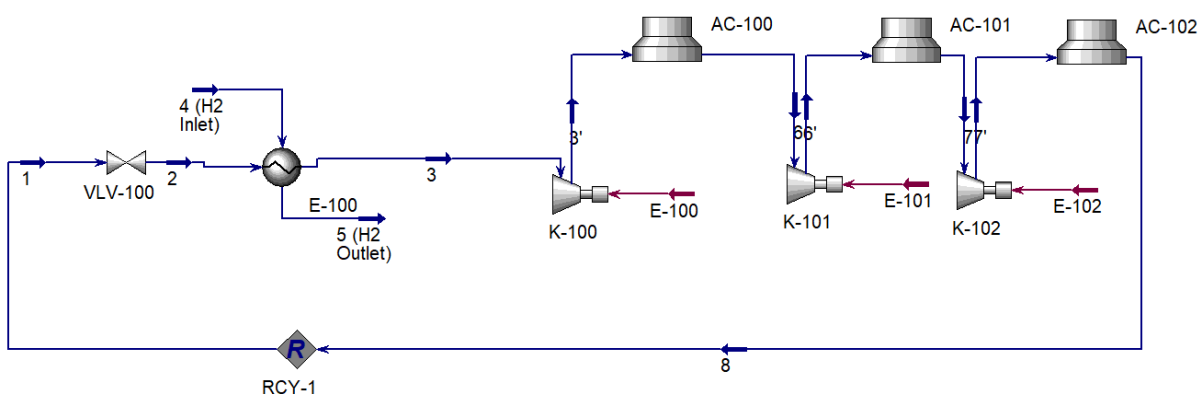 AC-100
AC-101
AC-102
4 (H2
Inlet)
3'
66'
77'
1
VLV-100
2
3
E-100
5 (H2
Outlet)
K-100
E-100
K-101
E-101
K-102
E-102
R
RCY-1
8